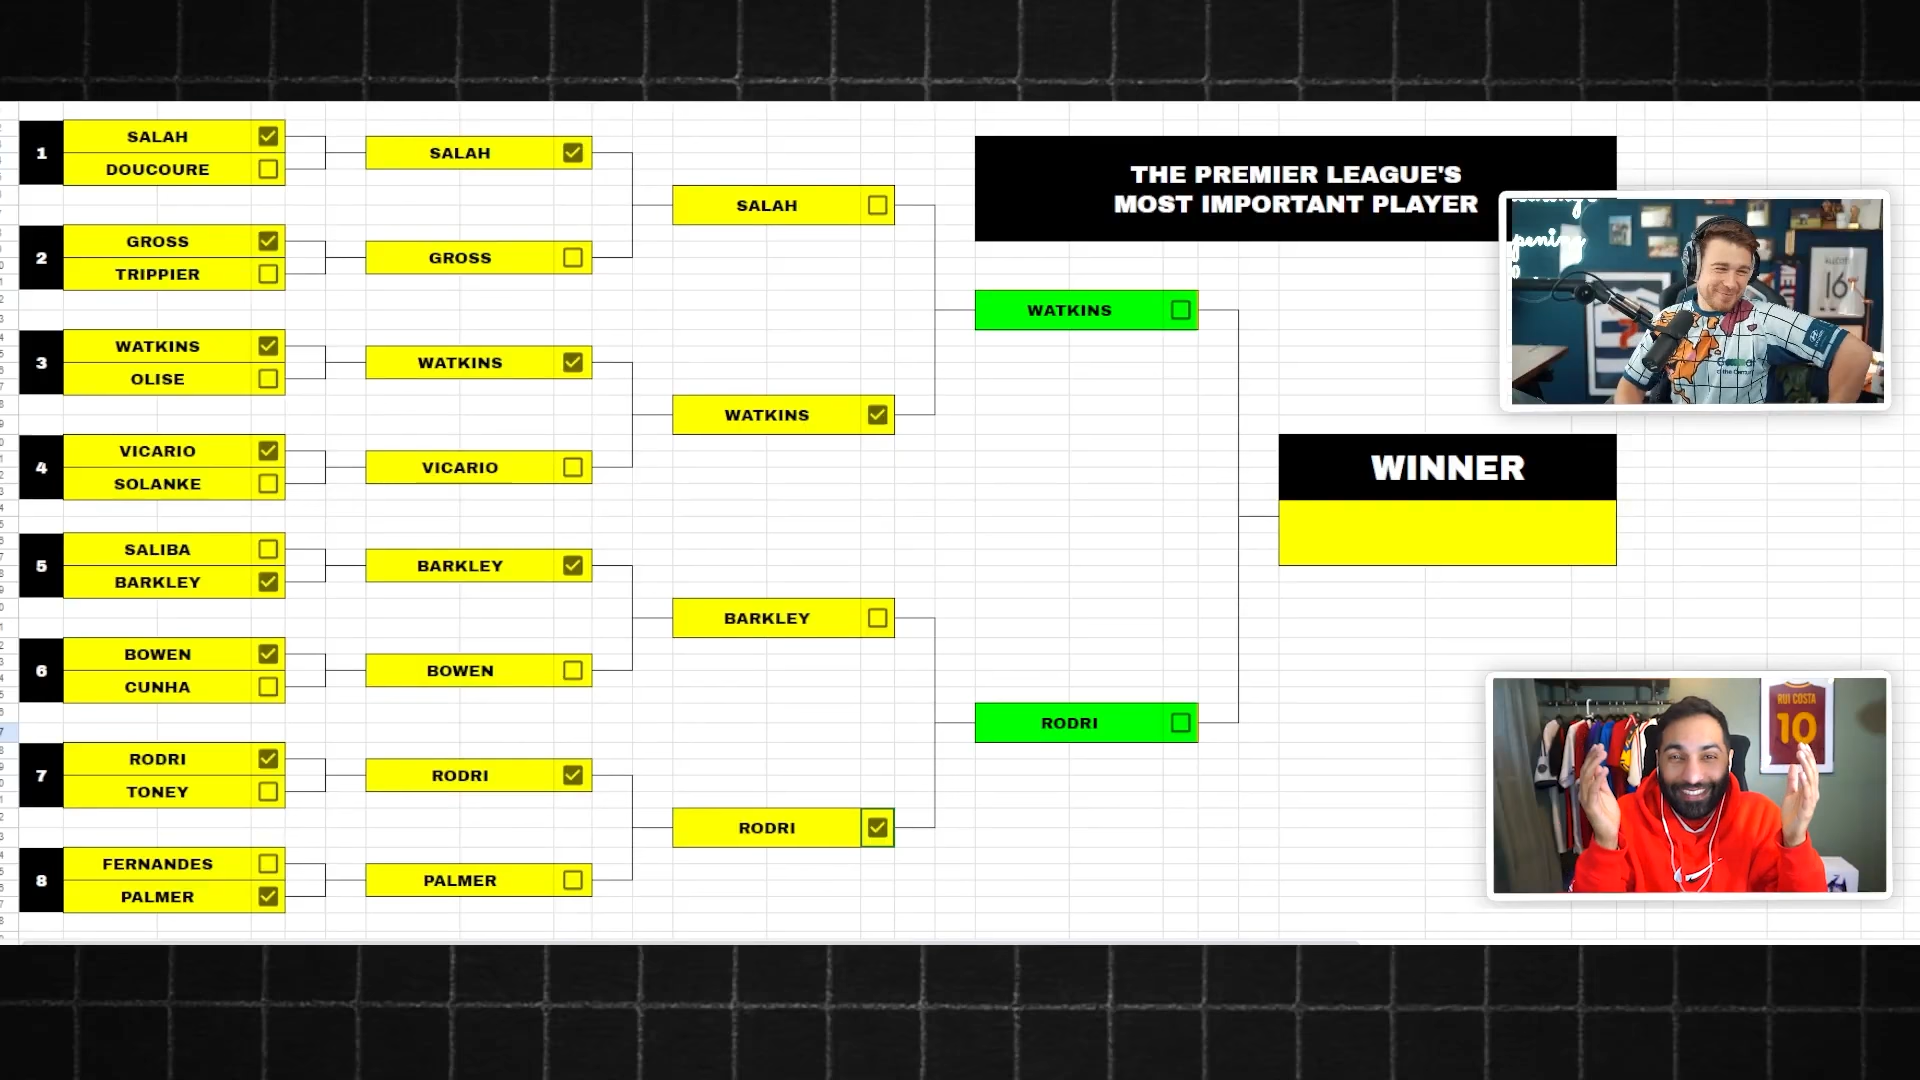 1
SALAH
DOUCOURE
2
GROSS
TRIPPIER
3
WATKINS
OLISE
4
VICARIO
SOLANKE
5
SALIBA
BARKLEY
6
BOWEN
CUNHA
7
RODRI
TONEY
8
FERNANDES
PALMER
SALAH
GROSS
WATKINS
VICARIO
BARKLEY
BOWEN
RODRI
PALMER
SALAH
WATKINS
BARKLEY
RODRI
THE PREMIER LEAGUE'S
MOST IMPORTANT PLAYER
WATKINS
RODRI
WINNER
pening
16
RUI COSTA
10